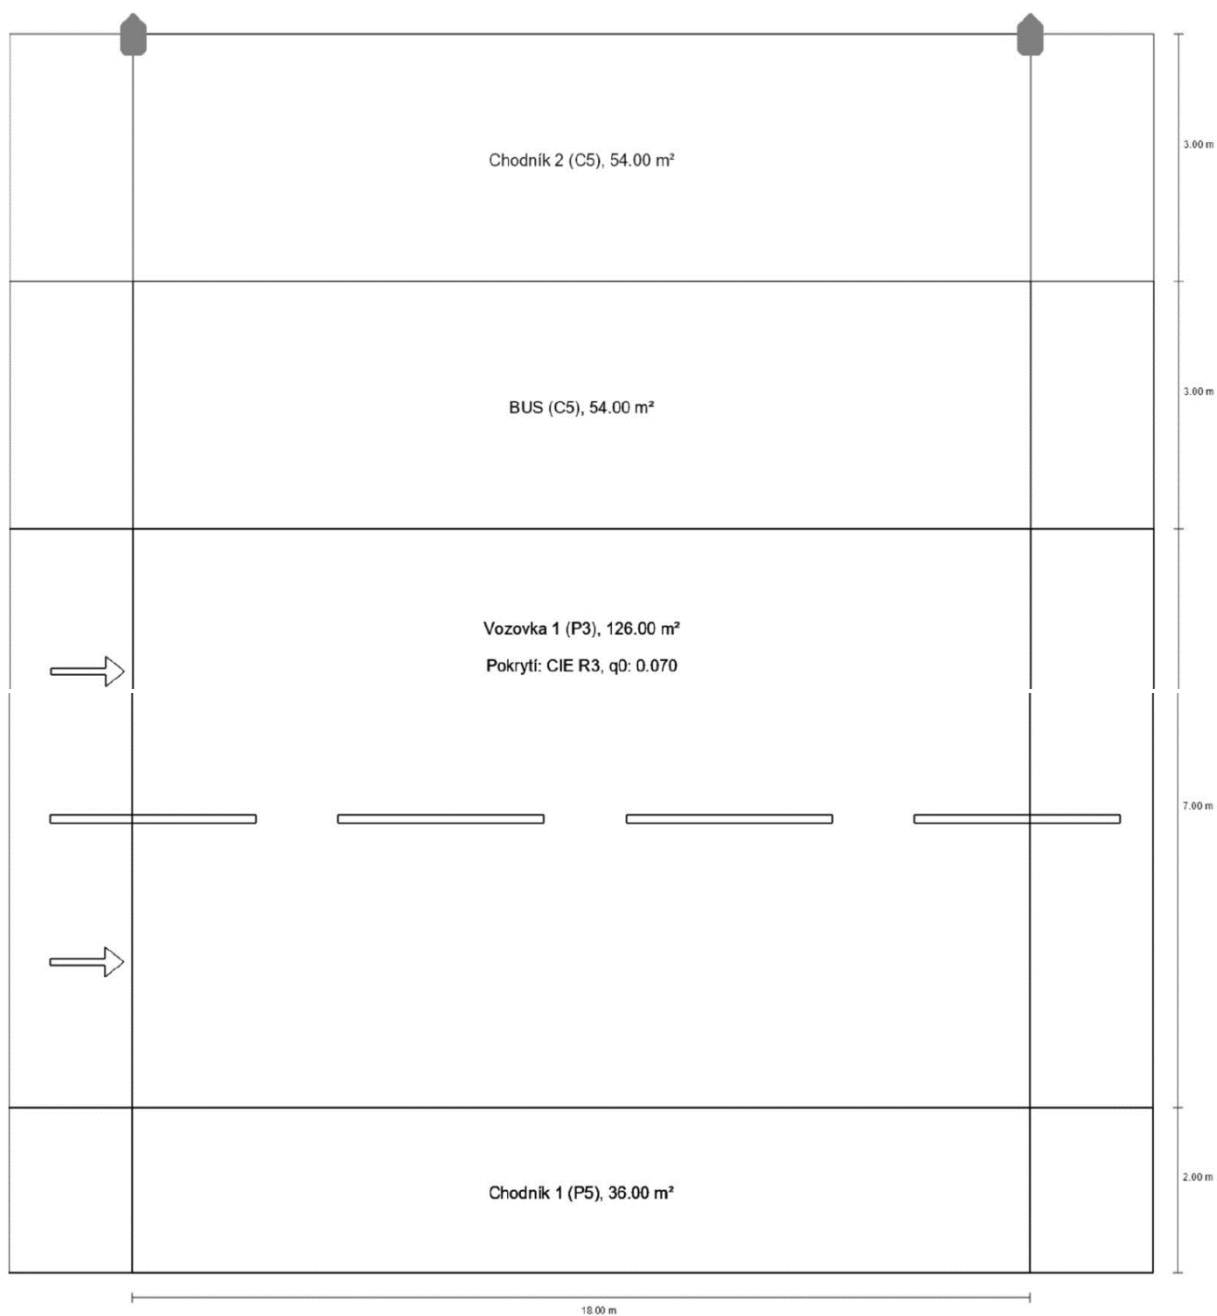 3.00 m
Chodník 2 (C5), 54.00 m²
3.00 m
BUS (C5), 54.00 m²
Vozovka 1 (P3), 126.00 m²
Pokrytí: CIE R3, q0: 0.070
7.00 m
2.00 m
Chodník 1 (P5), 36.00 m²
18.00 m